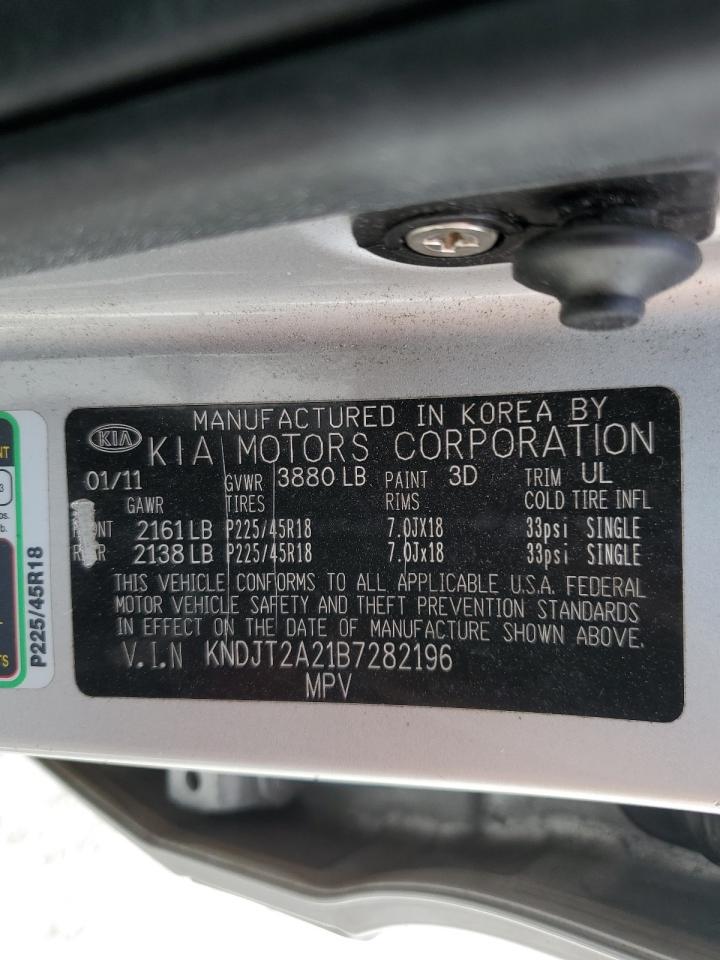 MANUFACTURED IN KOREA BY
KIA KIA MOTORS CORPORATION
01/11 GVWR 3880 LB PAINT 3D TRIM UL
GAWR TIRES RIMS COLD TIRE INFL
2161 LB P225/45R18 7.0JX18 33psi SINGLE
2138 LB P225/45R18 7.0Jx18 33psi SINGLE
THIS VEHICLE CONFORMS TO ALL APPLICABLE U.S.A. FEDERAL
MOTOR VEHICLE SAFETY AND THEFT PREVENTION STANDARDS
IN EFFECT ON THE DATE OF MANUFACTURE SHOWN ABOVE.
V.I.N KNDJT2A21B7282196
MPV
P225/45R18